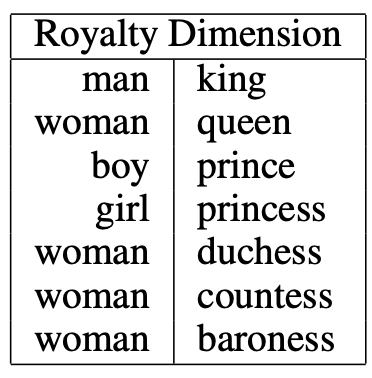 Royalty Dimension
man king
woman queen
boy prince
girl princess
woman duchess
woman countess
woman baroness